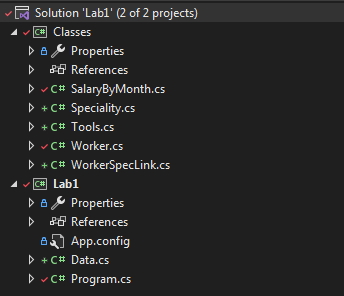 Solution 'Lab1' (2 of 2 projects)
C# Classes
Properties
References
C# SalaryByMonth.cs
C# Speciality.cs
C# Tools.cs
C# Worker.cs
C# WorkerSpecLink.cs
C# Lab1
Properties
References
App.config
C# Data.cs
C# Program.cs